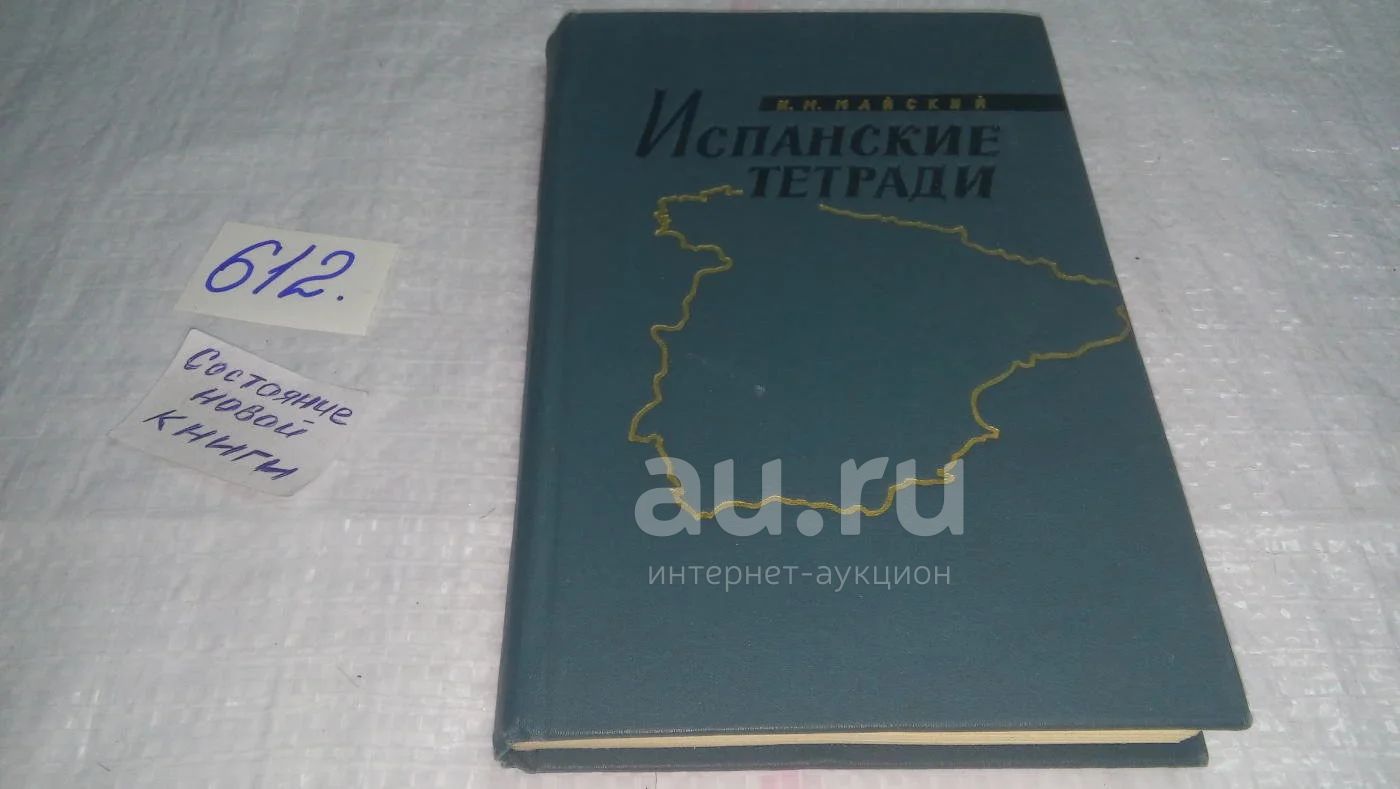 И. М. МАЙСКИЙ
ИСПАНСКИЕ
ТЕТРАДИ
612.
Состояние
новой
книги
au.ru
интернет-аукцион